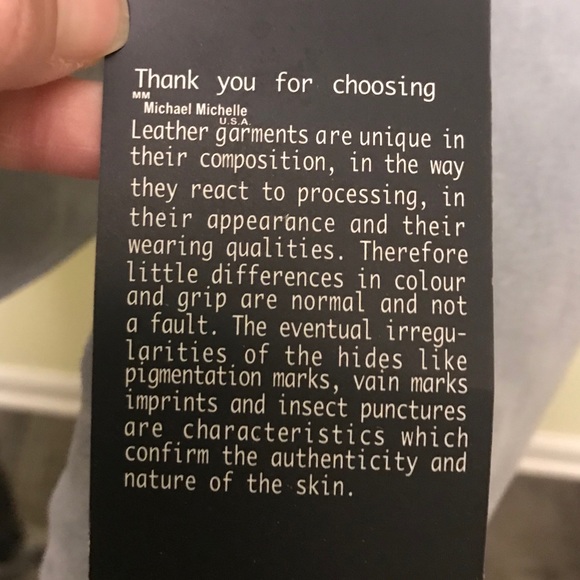 Thank you for choosing
MM
Michael Michelle
U.S.A.
Leather garments are unique in
their composition, in the way
they react to processing, in
their appearance and their
wearing qualities. Therefore
little differences in colour
and grip are normal and not
a fault. The eventual irregu-
larities of the hides like
pigmentation marks, vain marks
imprints and insect punctures
are characteristics which
confirm the authenticity and
nature of the skin.